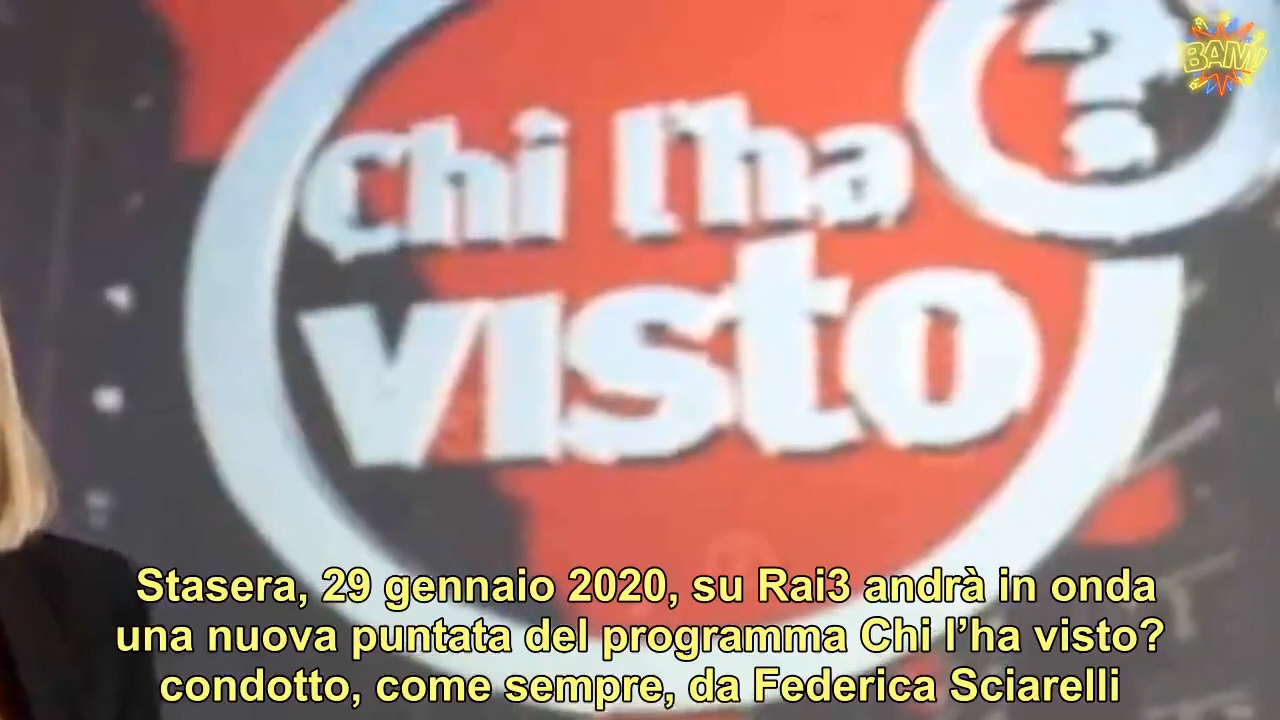 BAM!
Chi l'ha
visto
?
Stasera, 29 gennaio 2020, su Rai3 andrà in onda
una nuova puntata del programma Chi l’ha visto?
condotto, come sempre, da Federica Sciarelli